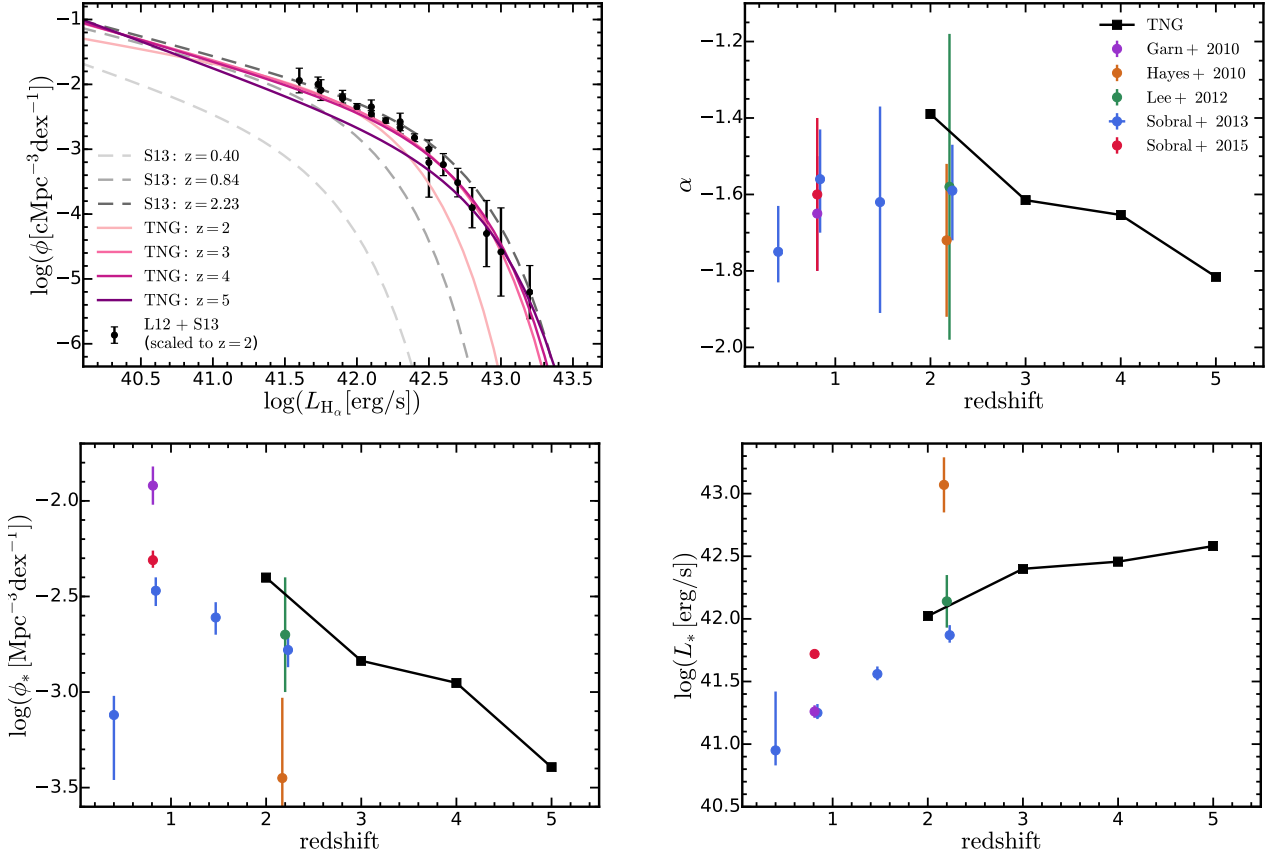 log(ϕ[cMpc⁻³dex⁻¹)
−1
−2
−3
−4
−5
−6
S13: z=0.40
S13: z=0.84
S13: z=2.23
TNG: z=2
TNG: z=3
TNG: z=4
TNG: z=5
L12 + S13
(scaled to z=2)
40.5 41.0 41.5 42.0 42.5 43.0 43.5
log(L_Hα[erg/s])
α
−1.2
−1.4
−1.6
−1.8
−2.0
TNG
Garn+ 2010
Hayes+ 2010
Lee+ 2012
Sobral+ 2013
Sobral+ 2015
1 2 3 4 5
redshift
log(ϕ_* [Mpc⁻³dex⁻¹)
−2.0
−2.5
−3.0
−3.5
1 2 3 4 5
redshift
log(L_* [erg/s])
43.0
42.5
42.0
41.5
41.0
40.5
1 2 3 4 5
redshift